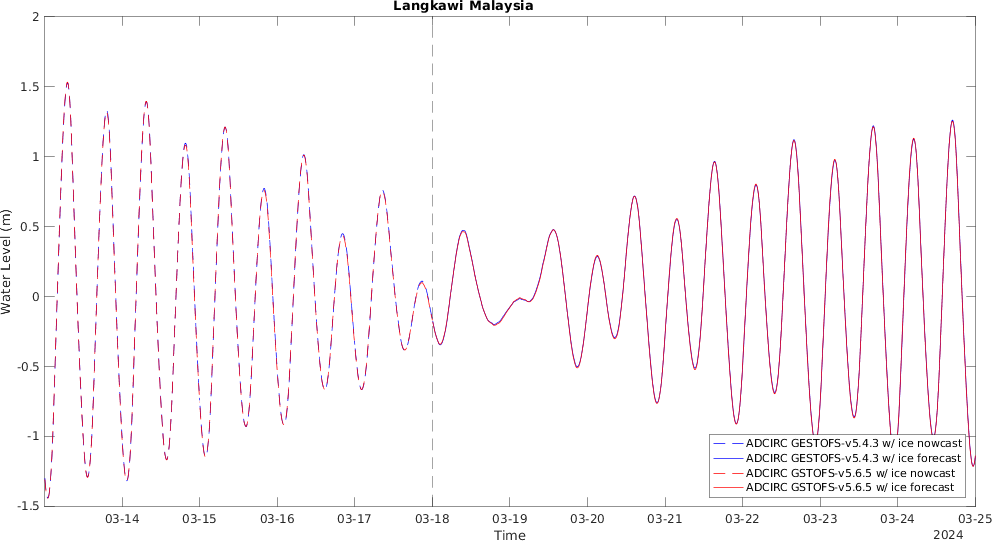 Langkawi Malaysia
2
1.5
1
0.5
0
-0.5
-1
-1.5
Water Level (m)
ADCIRC GESTOFS-v5.4.3 w/ ice nowcast
ADCIRC GESTOFS-v5.4.3 w/ ice forecast
ADCIRC GSTOFS-v5.6.5 w/ ice nowcast
ADCIRC GSTOFS-v5.6.5 w/ ice forecast
03-14 03-15 03-16 03-17 03-18 03-19 03-20 03-21 03-22 03-23 03-24 03-25
Time
2024